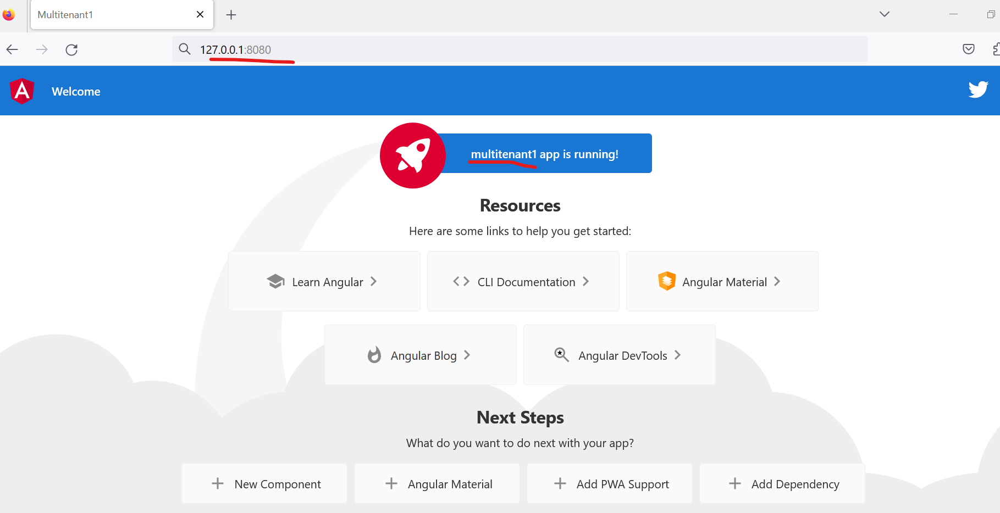 Multitenant1
127.0.0.1:8080
Welcome
multitenant1 app is running!
Resources
Here are some links to help you get started:
Learn Angular
CLI Documentation
Angular Material
Angular Blog
Angular DevTools
Next Steps
What do you want to do next with your app?
New Component
Angular Material
Add PWA Support
Add Dependency